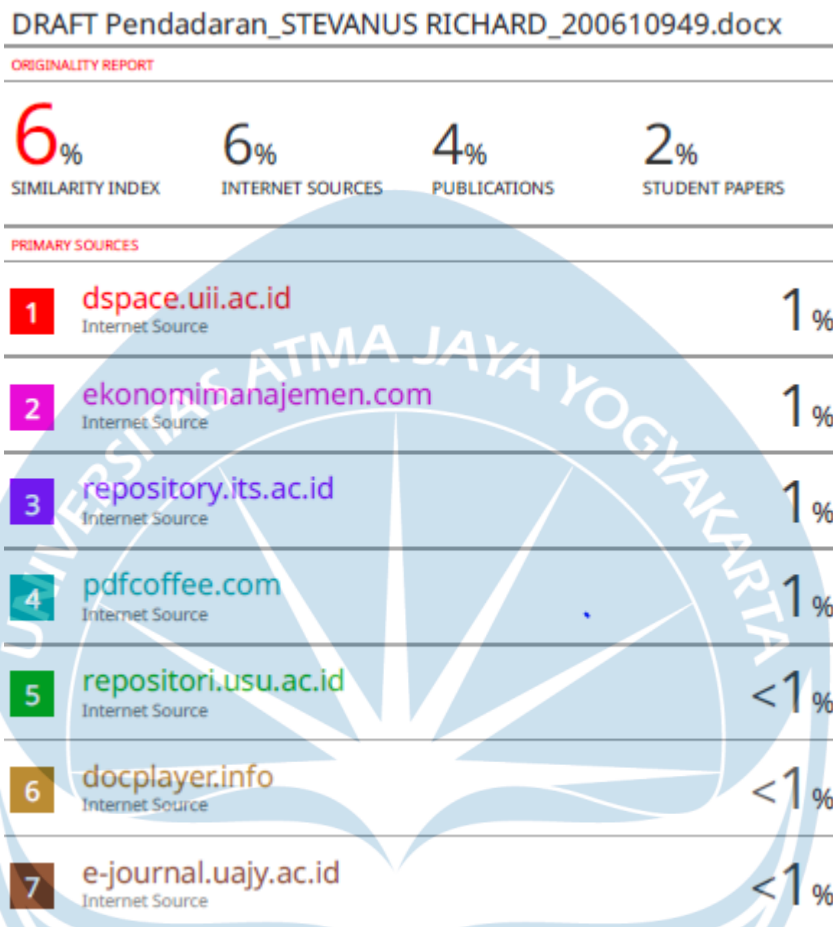 DRAFT Pendadaran_STEVANUS RICHARD_200610949.docx
ORIGINALITY REPORT
6% 6% 4% 2%
SIMILARITY INDEX INTERNET SOURCES PUBLICATIONS STUDENT PAPERS
PRIMARY SOURCES
1 dspace.uii.ac.id 1%
Internet Source
2 ekonomimanajemen.com 1%
Internet Source
3 repository.its.ac.id 1%
Internet Source
4 pdfcoffee.com 1%
Internet Source
5 repositori.usu.ac.id <1%
Internet Source
6 docplayer.info <1%
Internet Source
7 e-journal.uajy.ac.id <1%
Internet Source
UNIVERSITAS ATMA JAYA YOGYAKARTA